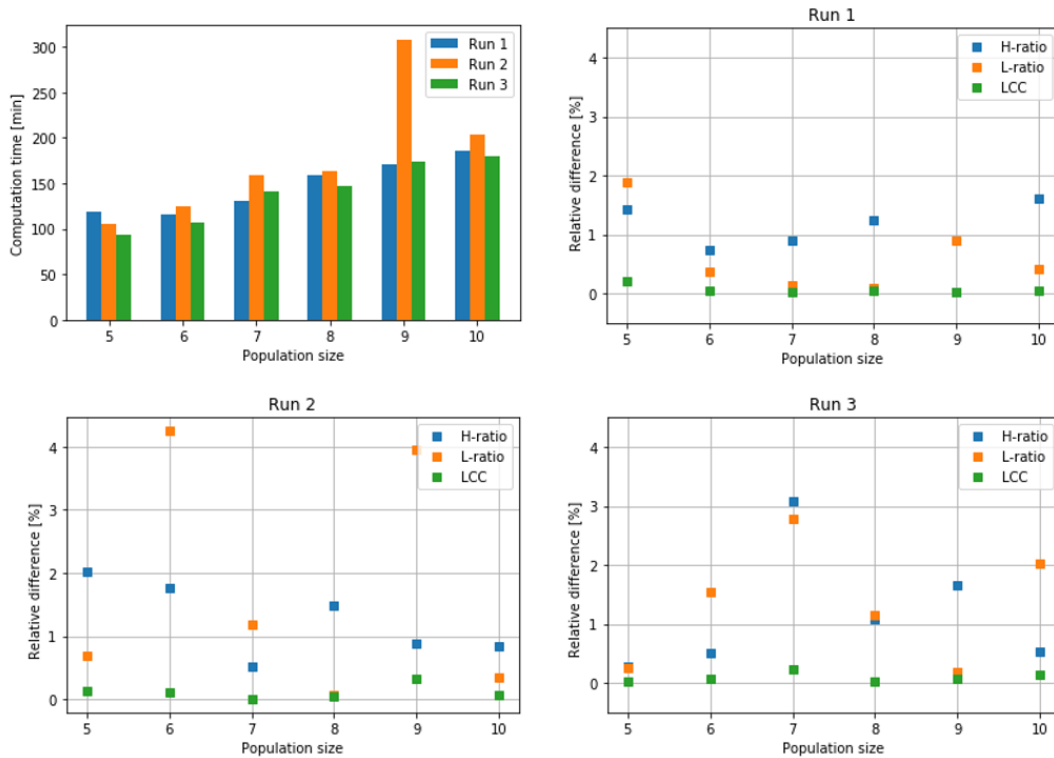 300
250
200
150
100
50
0
Computation time [min]
Run 1
Run 2
Run 3
5 6 7 8 9 10
Population size
Run 1
4
3
2
1
0
Relative difference [%]
H-ratio
L-ratio
LCC
5 6 7 8 9 10
Population size
Run 2
4
3
2
1
0
Relative difference [%]
H-ratio
L-ratio
LCC
5 6 7 8 9 10
Population size
Run 3
4
3
2
1
0
Relative difference [%]
H-ratio
L-ratio
LCC
5 6 7 8 9 10
Population size